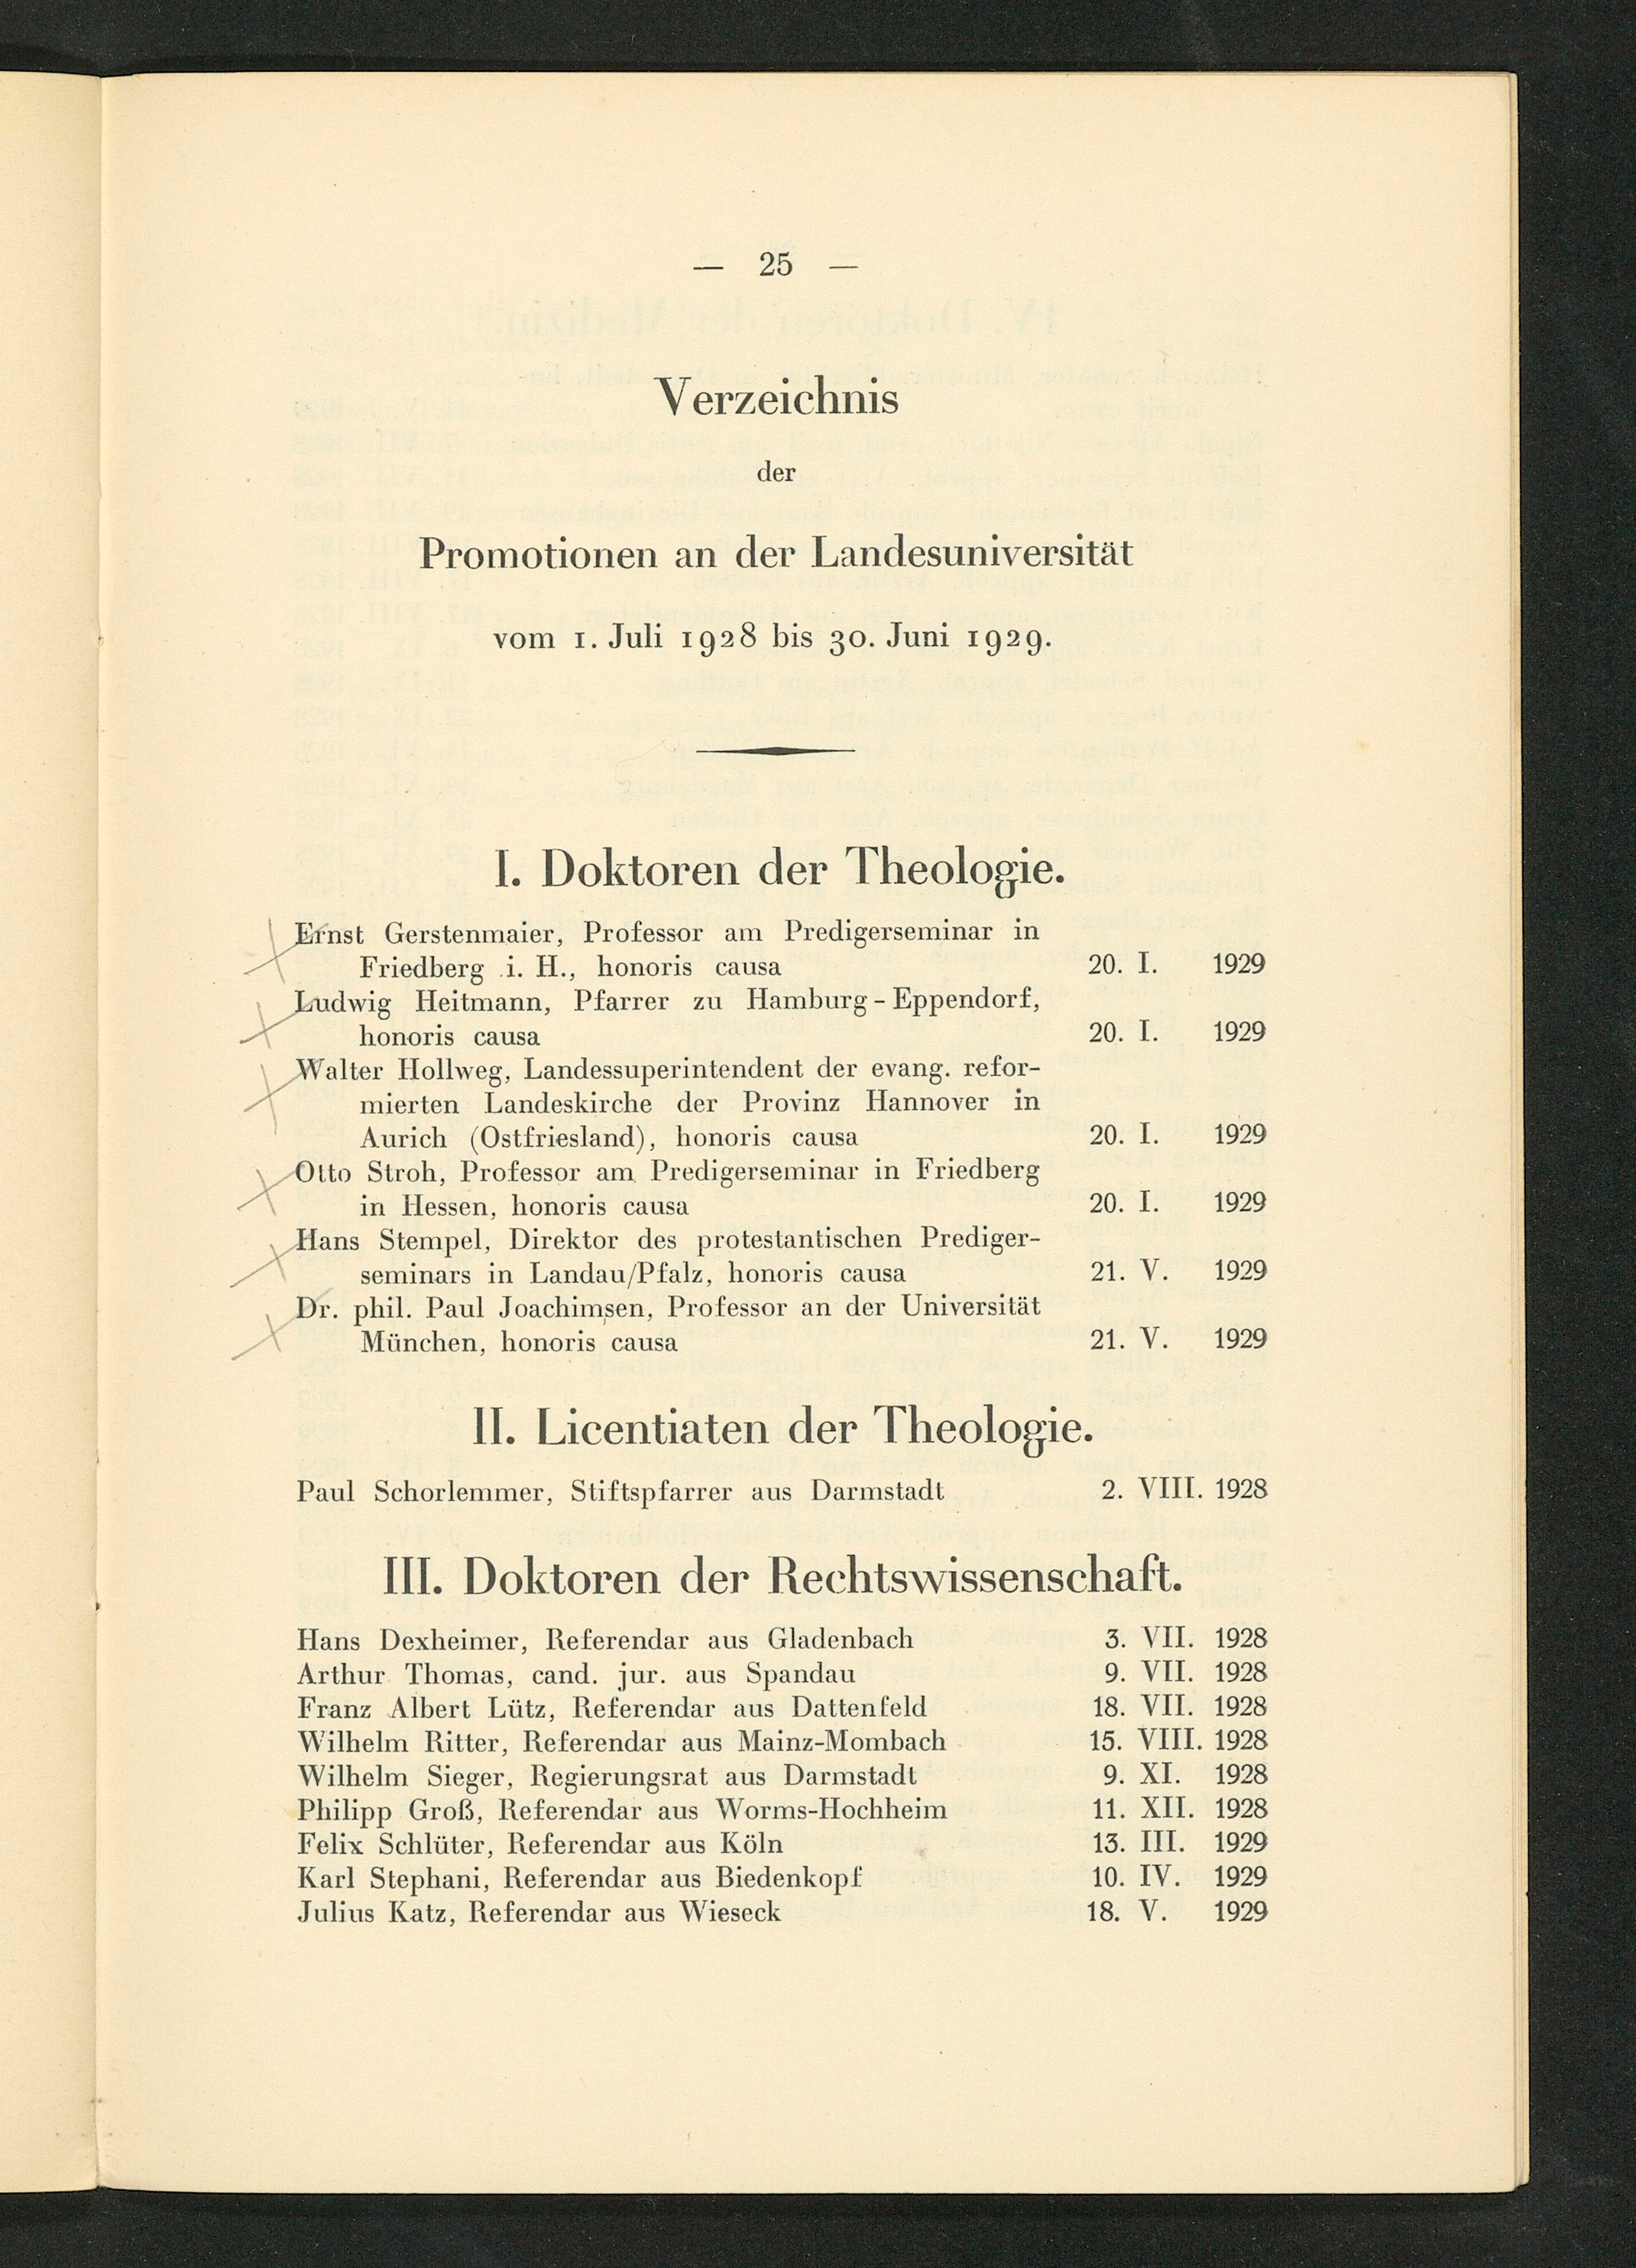 — 25 —
Verzeichnis
der
Promotionen an der Landesuniversität
vom 1. Juli 1928 bis 30. Juni 1929.
I. Doktoren der Theologie.
Ernst Gerstenmaier, Professor am Predigerseminar in
Friedberg i. H., honoris causa 20. I. 1929
Ludwig Heitmann, Pfarrer zu Hamburg-Eppendorf,
honoris causa 20. I. 1929
Walter Hollweg, Landessuperintendent der evang. refor-
mierten Landeskirche der Provinz Hannover in
Aurich (Ostfriesland), honoris causa 20. I. 1929
Otto Stroh, Professor am Predigerseminar in Friedberg
in Hessen, honoris causa 20. I. 1929
Hans Stempel, Direktor des protestantischen Prediger-
seminars in Landau/Pfalz, honoris causa 21. V. 1929
Dr. phil. Paul Joachimsen, Professor an der Universität
München, honoris causa 21. V. 1929
II. Licentiaten der Theologie.
Paul Schorlemmer, Stiftspfarrer aus Darmstadt 2. VIII. 1928
III. Doktoren der Rechtswissenschaft.
Hans Dexheimer, Referendar aus Gladenbach 3. VII. 1928
Arthur Thomas, cand. jur. aus Spandau 9. VII. 1928
Franz Albert Lütz, Referendar aus Dattenfeld 18. VII. 1928
Wilhelm Ritter, Referendar aus Mainz-Mombach 15. VIII. 1928
Wilhelm Sieger, Regierungsrat aus Darmstadt 9. XI. 1928
Philipp Groß, Referendar aus Worms-Hochheim 11. XII. 1928
Felix Schlüter, Referendar aus Köln 13. III. 1929
Karl Stephani, Referendar aus Biedenkopf 10. IV. 1929
Julius Katz, Referendar aus Wieseck 18. V. 1929